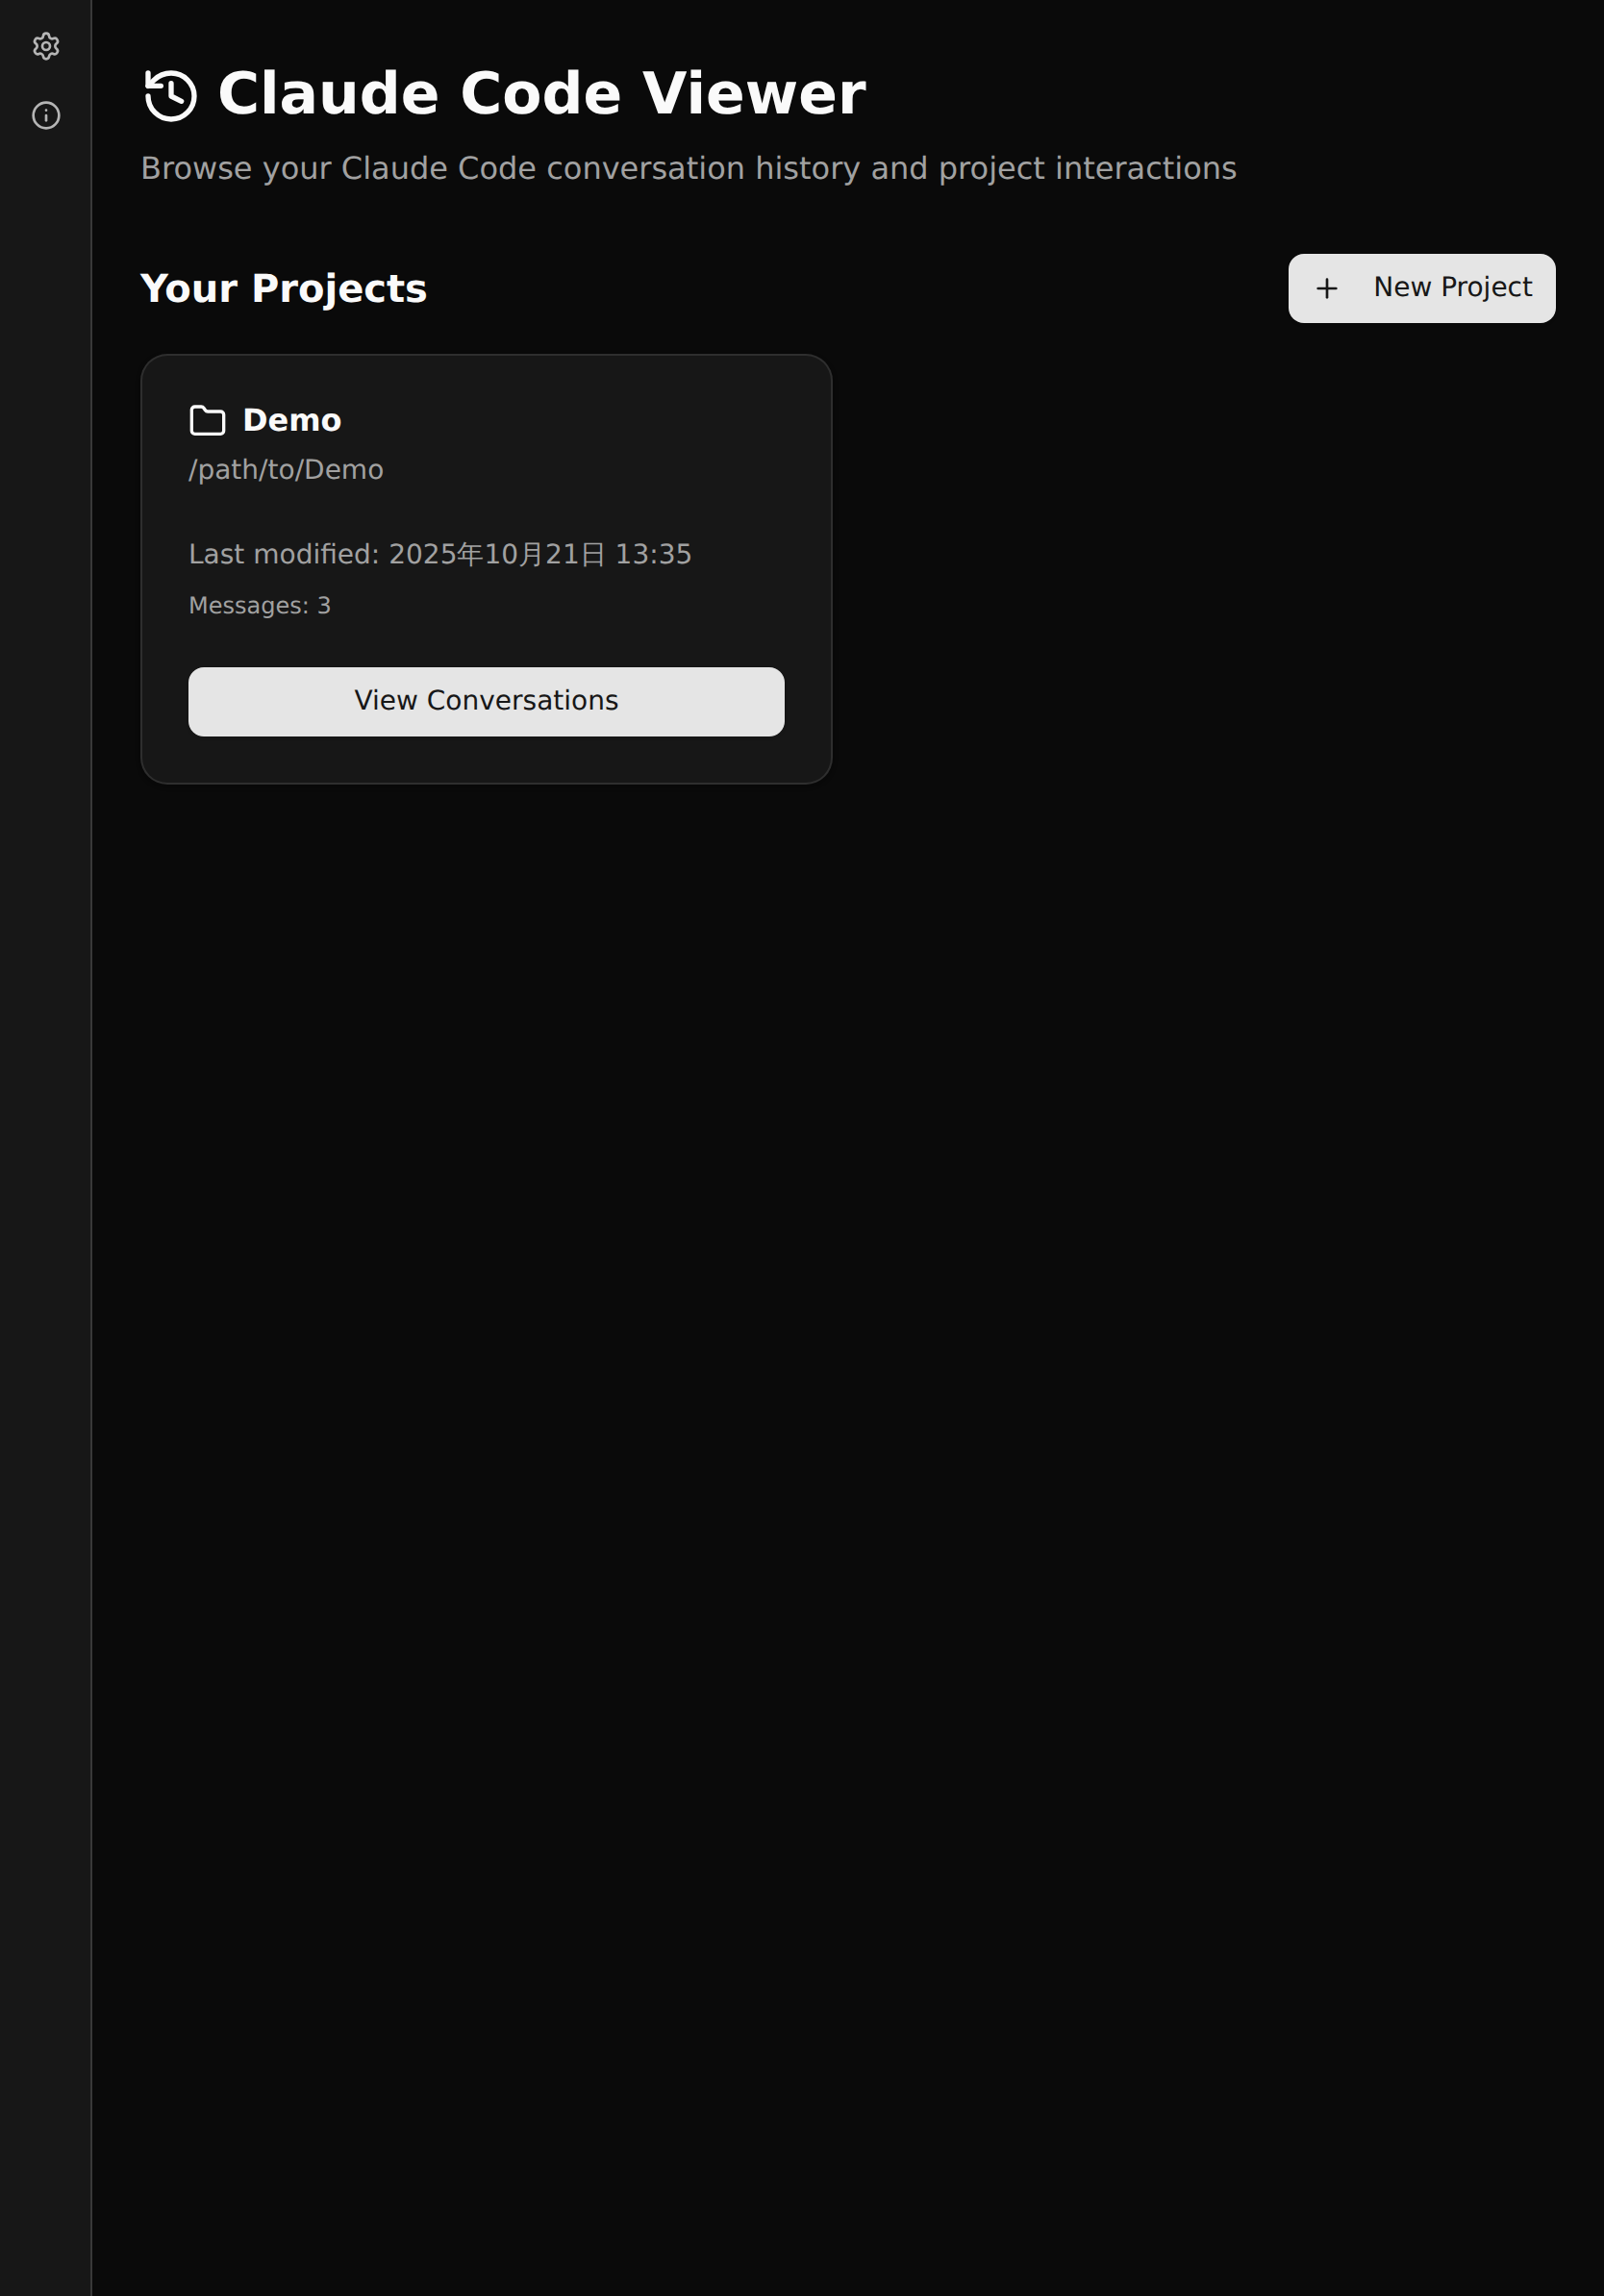 Claude Code Viewer
Browse your Claude Code conversation history and project interactions
Your Projects
New Project
Demo
/path/to/Demo
Last modified: 2025年10月21日 13:35
Messages: 3
View Conversations